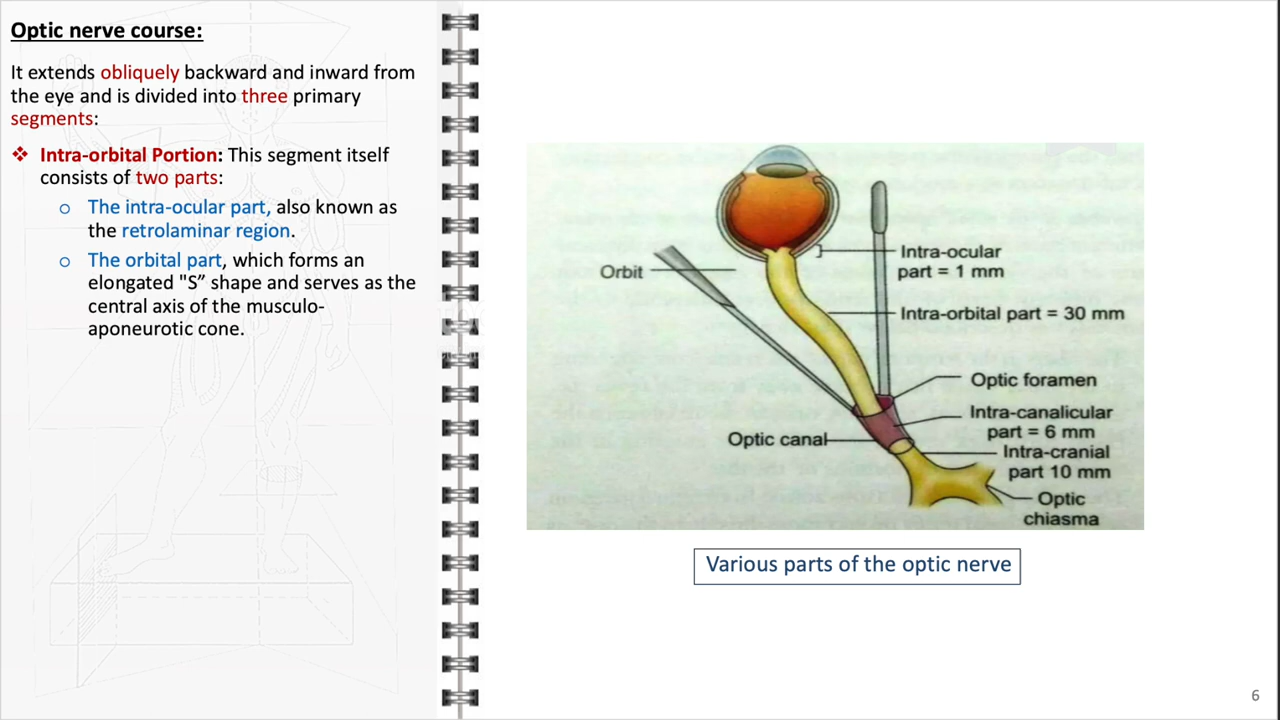 Optic nerve course:
It extends obliquely backward and inward from
the eye and is divided into three primary
segments:
❖ Intra-orbital Portion: This segment itself
consists of two parts:
o The intra-ocular part, also known as
the retrolaminar region.
o The orbital part, which forms an
elongated "S” shape and serves as the
central axis of the musculo-
aponeurotic cone.
Orbit
Intra-ocular
part = 1 mm
Intra-orbital part = 30 mm
Optic foramen
Intra-canalicular
part = 6 mm
Optic canal
Intra-cranial
part 10 mm
Optic
chiasma
Various parts of the optic nerve
6